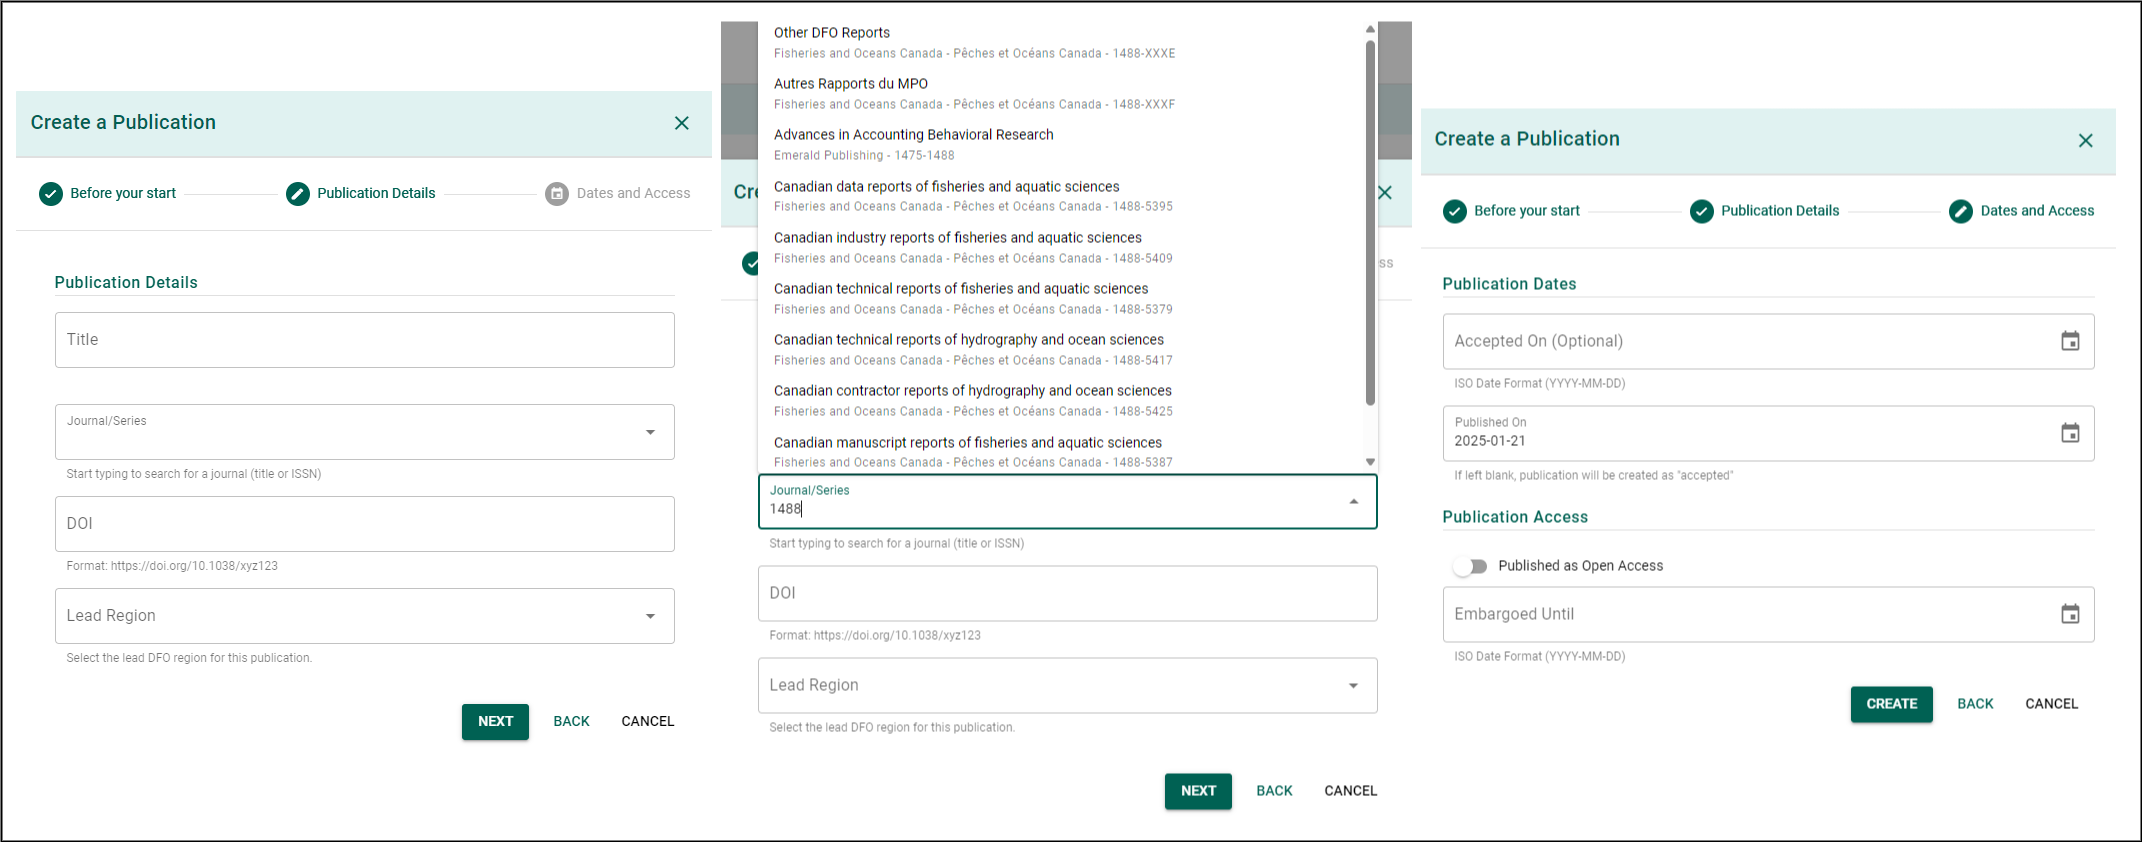 Create a Publication
Before your start
Publication Details
Dates and Access
Publication Details
Title
Journal/Series
Start typing to search for a journal (title or ISSN)
DOI
Format: https://doi.org/10.1038/xyz123
Lead Region
Select the lead DFO region for this publication.
NEXT
BACK
CANCEL
Other DFO Reports
Fisheries and Oceans Canada - Pêches et Océans Canada - 1488-XXXE
Autres Rapports du MPO
Fisheries and Oceans Canada - Pêches et Océans Canada - 1488-XXXF
Advances in Accounting Behavioral Research
Emerald Publishing - 1475-1488
Canadian data reports of fisheries and aquatic sciences
Fisheries and Oceans Canada - Pêches et Océans Canada - 1488-5395
Canadian industry reports of fisheries and aquatic sciences
Fisheries and Oceans Canada - Pêches et Océans Canada - 1488-5409
Canadian technical reports of fisheries and aquatic sciences
Fisheries and Oceans Canada - Pêches et Océans Canada - 1488-5379
Canadian technical reports of hydrography and ocean sciences
Fisheries and Oceans Canada - Pêches et Océans Canada - 1488-5417
Canadian contractor reports of hydrography and ocean sciences
Fisheries and Oceans Canada - Pêches et Océans Canada - 1488-5425
Canadian manuscript reports of fisheries and aquatic sciences
Fisheries and Oceans Canada - Pêches et Océans Canada - 1488-5387
Cre
ss
Journal/Series
1488
Start typing to search for a journal (title or ISSN)
DOI
Format: https://doi.org/10.1038/xyz123
Lead Region
Select the lead DFO region for this publication.
NEXT
BACK
CANCEL
Create a Publication
Before your start
Publication Details
Dates and Access
Publication Dates
Accepted On (Optional)
ISO Date Format (YYYY-MM-DD)
Published On
2025-01-21
If left blank, publication will be created as "accepted"
Publication Access
Published as Open Access
Embargoed Until
ISO Date Format (YYYY-MM-DD)
CREATE
BACK
CANCEL